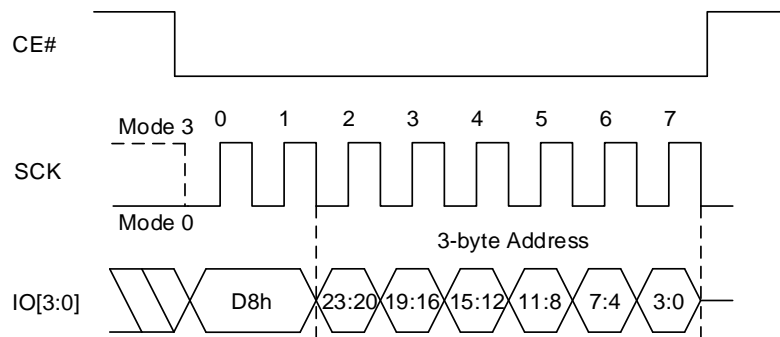 CE#
Mode 3 0 1 2 3 4 5 6 7
SCK
Mode 0
3-byte Address
IO[3:0] D8h 23:20 19:16 15:12 11:8 7:4 3:0